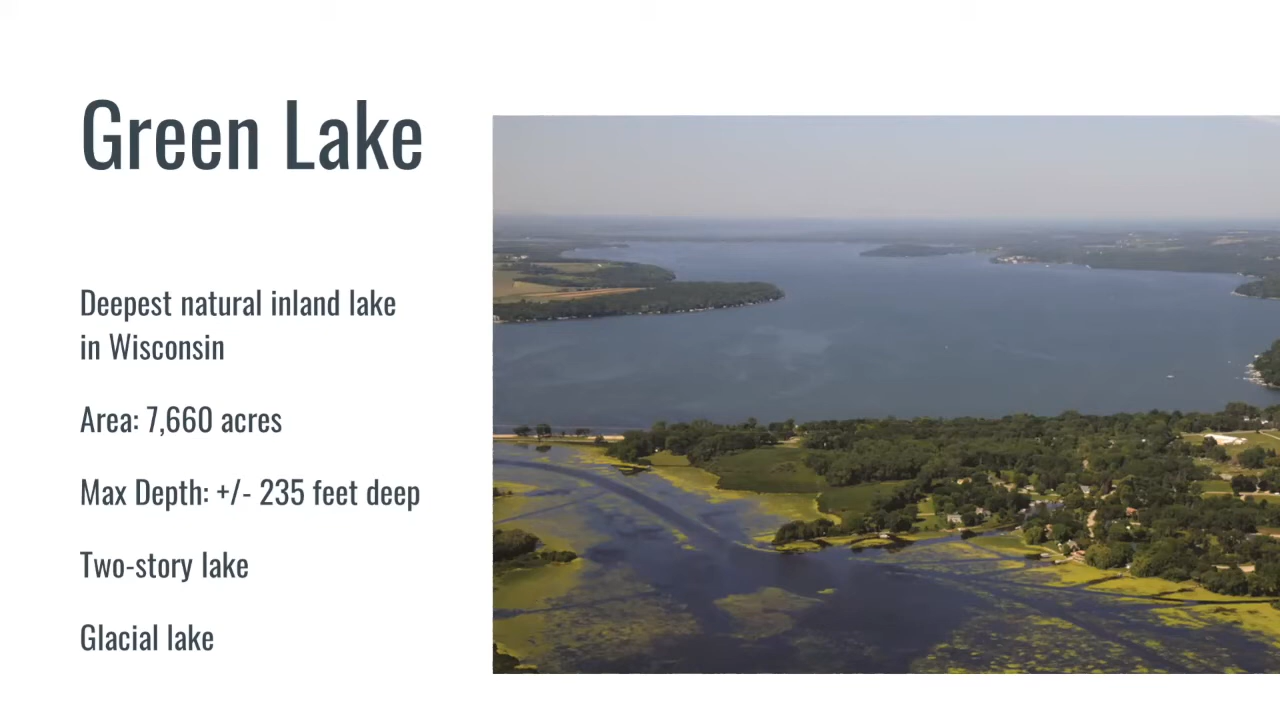 Green Lake
Deepest natural inland lake
in Wisconsin
Area: 7,660 acres
Max Depth: +/- 235 feet deep
Two-story lake
Glacial lake